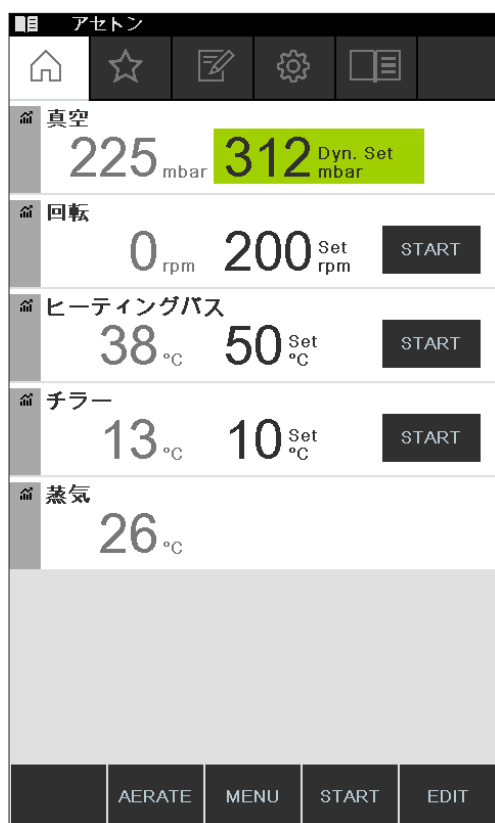 アセトン
真空
225 mbar 312 Dyn. Set mbar
回転
0 rpm 200 Set rpm START
ヒーティングバス
38 °C 50 Set °C START
チラー
13 °C 10 Set °C START
蒸気
26 °C
AERATE MENU START EDIT